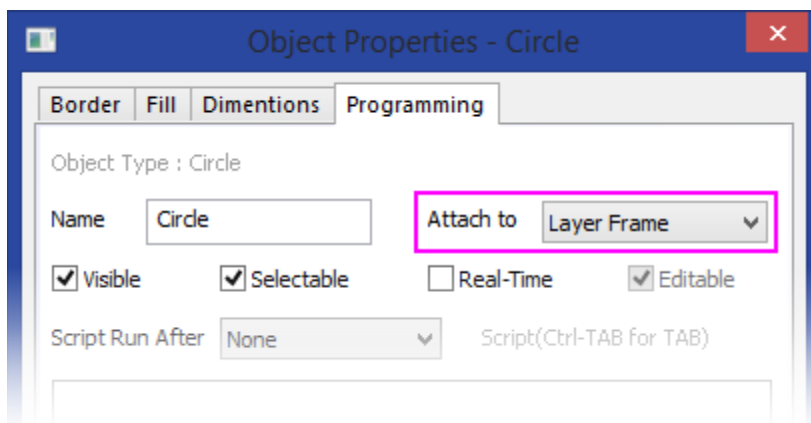 Object Properties - Circle
Border Fill Dimentions Programming
Object Type : Circle
Name Circle Attach to Layer Frame
Visible Selectable Real-Time Editable
Script Run After None Script(Ctrl-TAB for TAB)